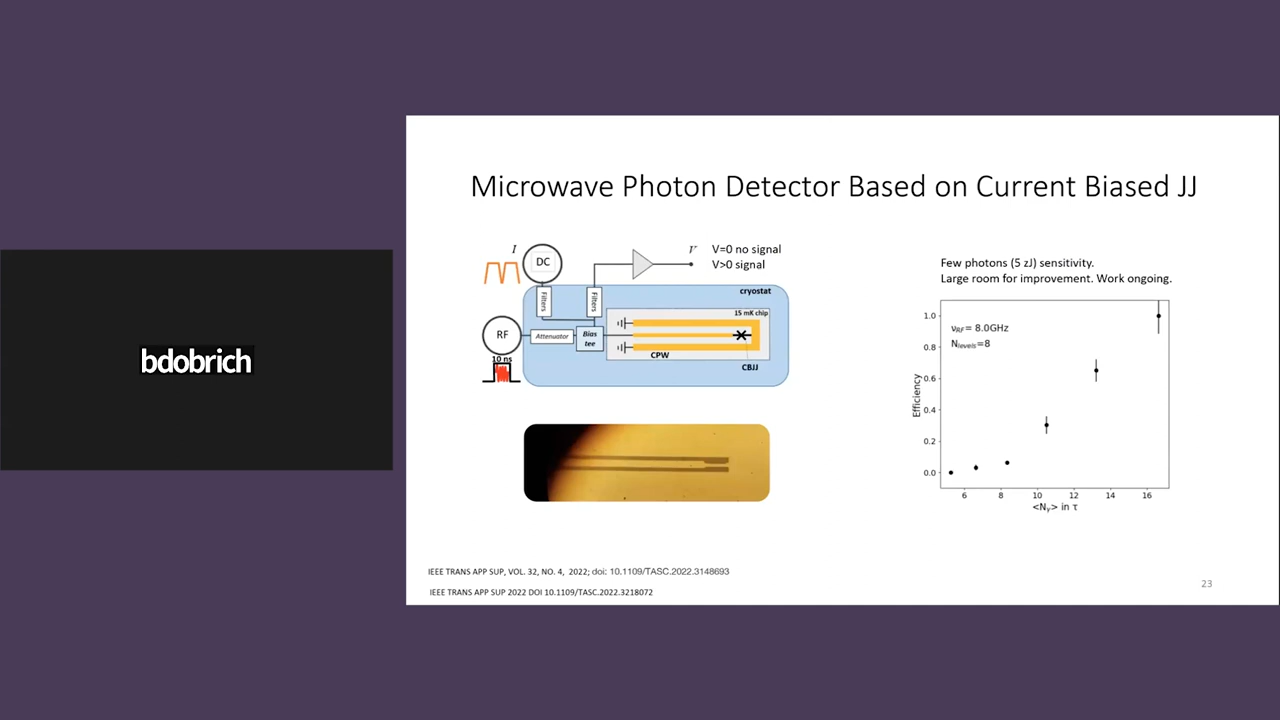 bdobrich
Microwave Photon Detector Based on Current Biased JJ
I
DC
V
V=0 no signal
V>0 signal
Filters
Filters
cryostat
RF
Attenuator
Bias
tee
15 mK chip
CPW
CBJJ
10 ns
Few photons (5 zJ) sensitivity.
Large room for improvement. Work ongoing.
νRF= 8.0GHz
Nlevels=8
Efficiency
1.0
0.8
0.6
0.4
0.2
0.0
6 8 10 12 14 16
<Nγ> in τ
IEEE TRANS APP SUP, VOL. 32, NO. 4, 2022; doi: 10.1109/TASC.2022.3148693
IEEE TRANS APP SUP 2022 DOI 10.1109/TASC.2022.3218072
23